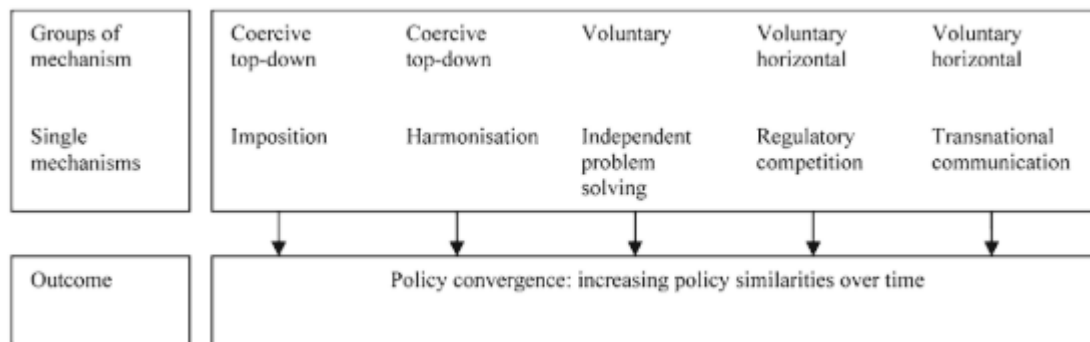 Groups of
mechanism
Coercive
top-down
Coercive
top-down
Voluntary
Voluntary
horizontal
Voluntary
horizontal
Single
mechanisms
Imposition
Harmonisation
Independent
problem
solving
Regulatory
competition
Transnational
communication
Outcome
Policy convergence: increasing policy similarities over time